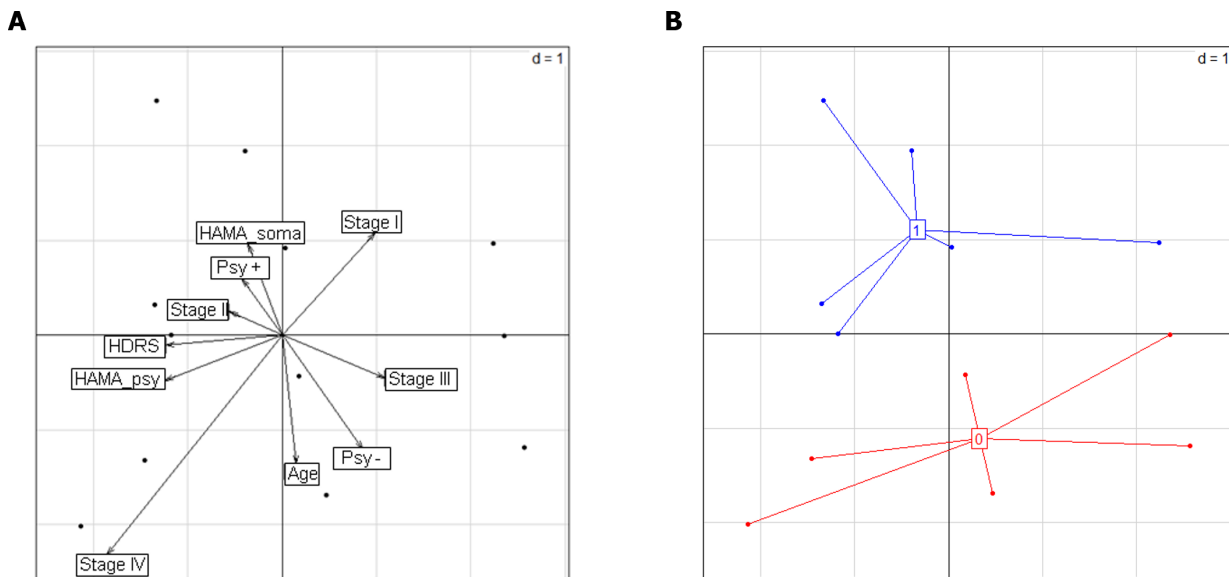 A
B
d = 1
d = 1
Stage I
HAMA_soma
Psy +
Stage II
HDRS
HAMA_psy
Stage III
Psy -
Age
Stage IV
1
0